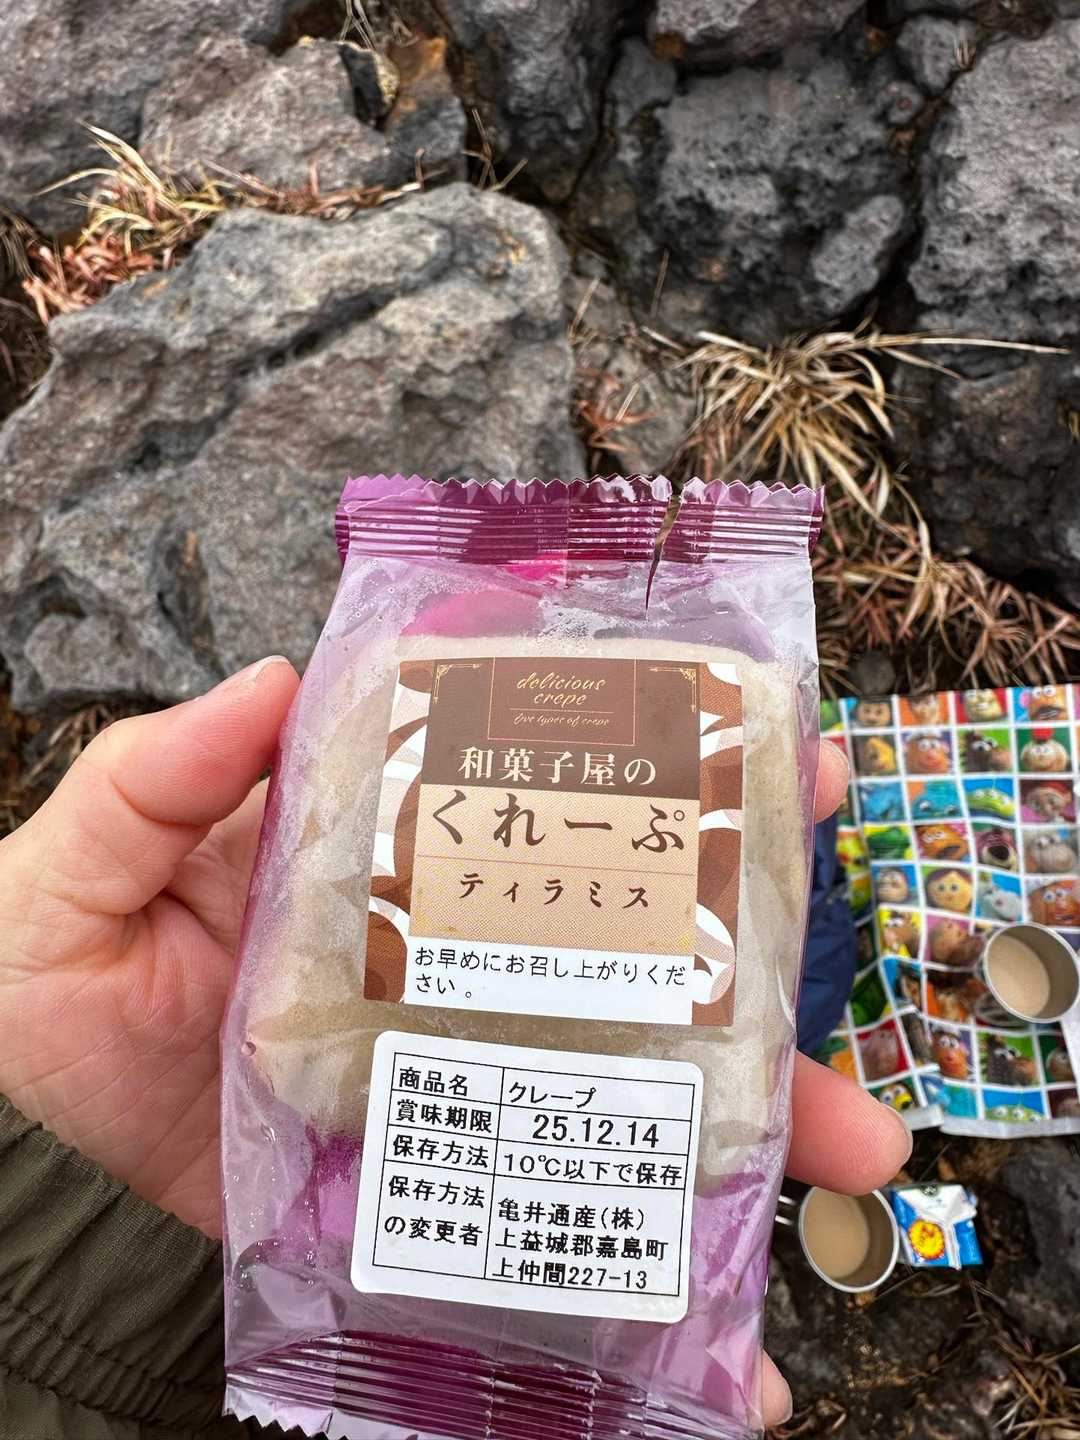 delicious
crepe
five types of crepe
和菓子屋の
くれーぷ
ティラミス
お早めにお召し上がりくだ
さい。
商品名 クレープ
賞味期限 25.12.14
保存方法 10℃以下で保存
保存方法
の変更者
亀井通産(株)
上益城郡嘉島町
上仲間227-13